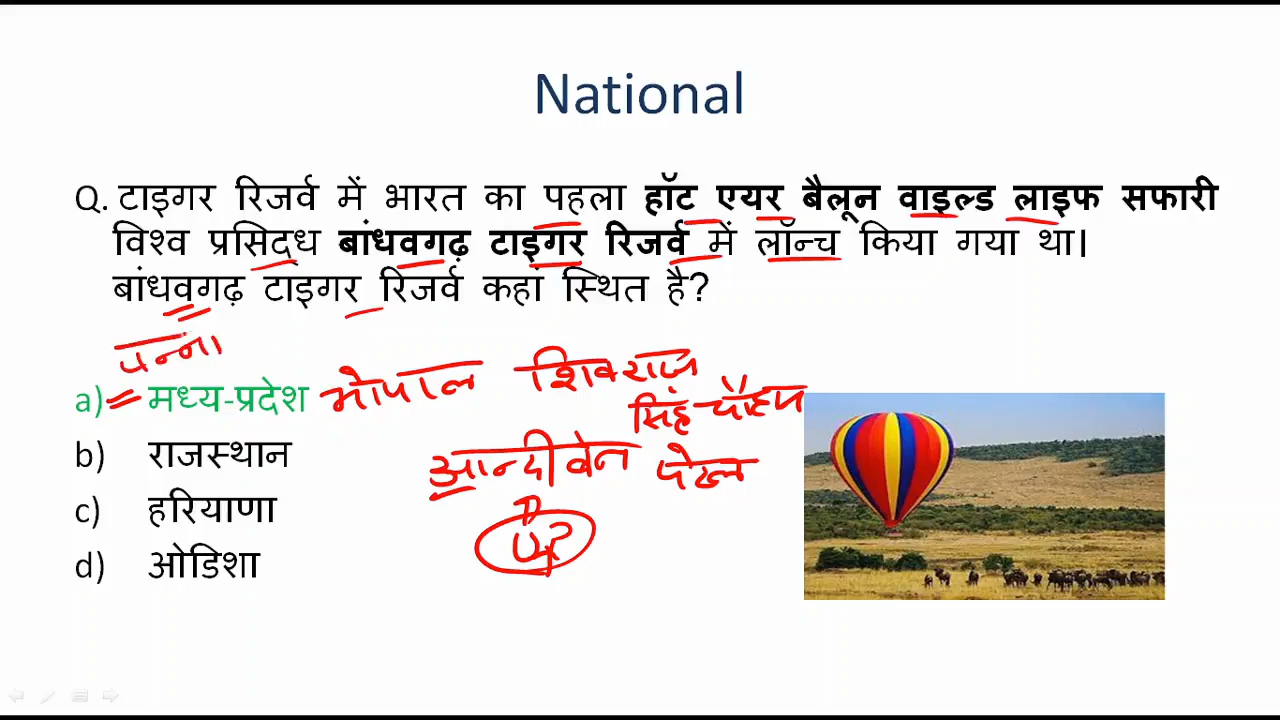 National
Q. टाइगर रिजर्व में भारत का पहला हॉट एयर बैलून वाइल्ड लाइफ सफारी
विश्व प्रसिद्ध बांधवगढ़ टाइगर रिजर्व में लॉन्च किया गया था।
बांधवगढ़ टाइगर रिजर्व कहां स्थित है?
पन्ना
a) मध्य-प्रदेश भोपाल शिवराज
सिंह चौहान
b) राजस्थान आन्दीवेन पटेल
c) हरियाणा
UP
d) ओडिशा